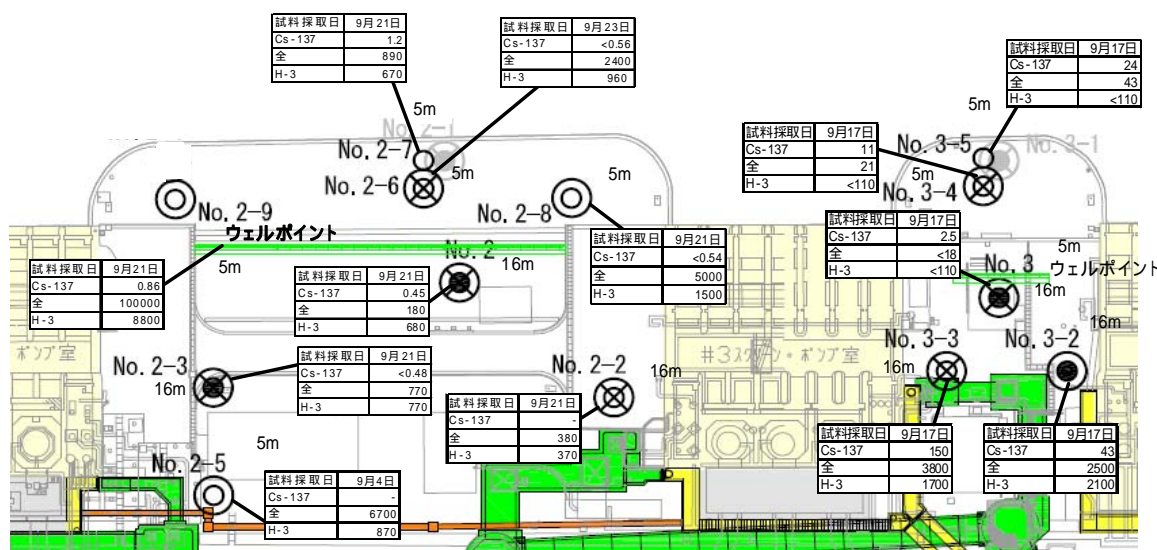 試料採取日 9月21日
Cs-137 1.2
全 890
H-3 670
試料採取日 9月23日
Cs-137 <0.56
全 2400
H-3 960
試料採取日 9月17日
Cs-137 24
全 43
H-3 <110
5m
5m
No. 2-1
No. 2-7
5m
No. 2-6
5m
試料採取日 9月17日
Cs-137 11
全 21
H-3 <110
No. 3-5
No. 3-1
5m
No. 3-4
No. 2-9
No. 2-8
ウェルポイント
5m
試料採取日 9月21日
Cs-137 0.86
全 100000
H-3 8800
No. 2
16m
試料採取日 9月21日
Cs-137 0.45
全 180
H-3 680
試料採取日 9月21日
Cs-137 <0.54
全 5000
H-3 1500
試料採取日 9月17日
Cs-137 2.5
全 <18
H-3 <110
5m
No. 3
ウェルポイント
16m
16m
ポンプ室
No. 2-3
16m
試料採取日 9月21日
Cs-137 <0.48
全 770
H-3 770
No. 2-2
16m
#3スクリーン・ポンプ室
No. 3-3
16m
No. 3-2
試料採取日 9月21日
Cs-137 -
全 380
H-3 370
試料採取日 9月17日
Cs-137 150
全 3800
H-3 1700
試料採取日 9月17日
Cs-137 43
全 2500
H-3 2100
5m
No. 2-5
試料採取日 9月4日
Cs-137 -
全 6700
H-3 870